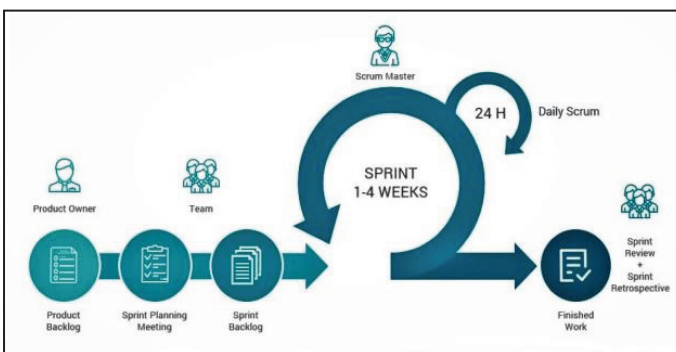 Scrum Master
24 H
Daily Scrum
SPRINT
1-4 WEEKS
Product Owner
Team
Sprint
Review
+
Sprint
Retrospective
Product
Backlog
Sprint Planning
Meeting
Sprint
Backlog
Finished
Work